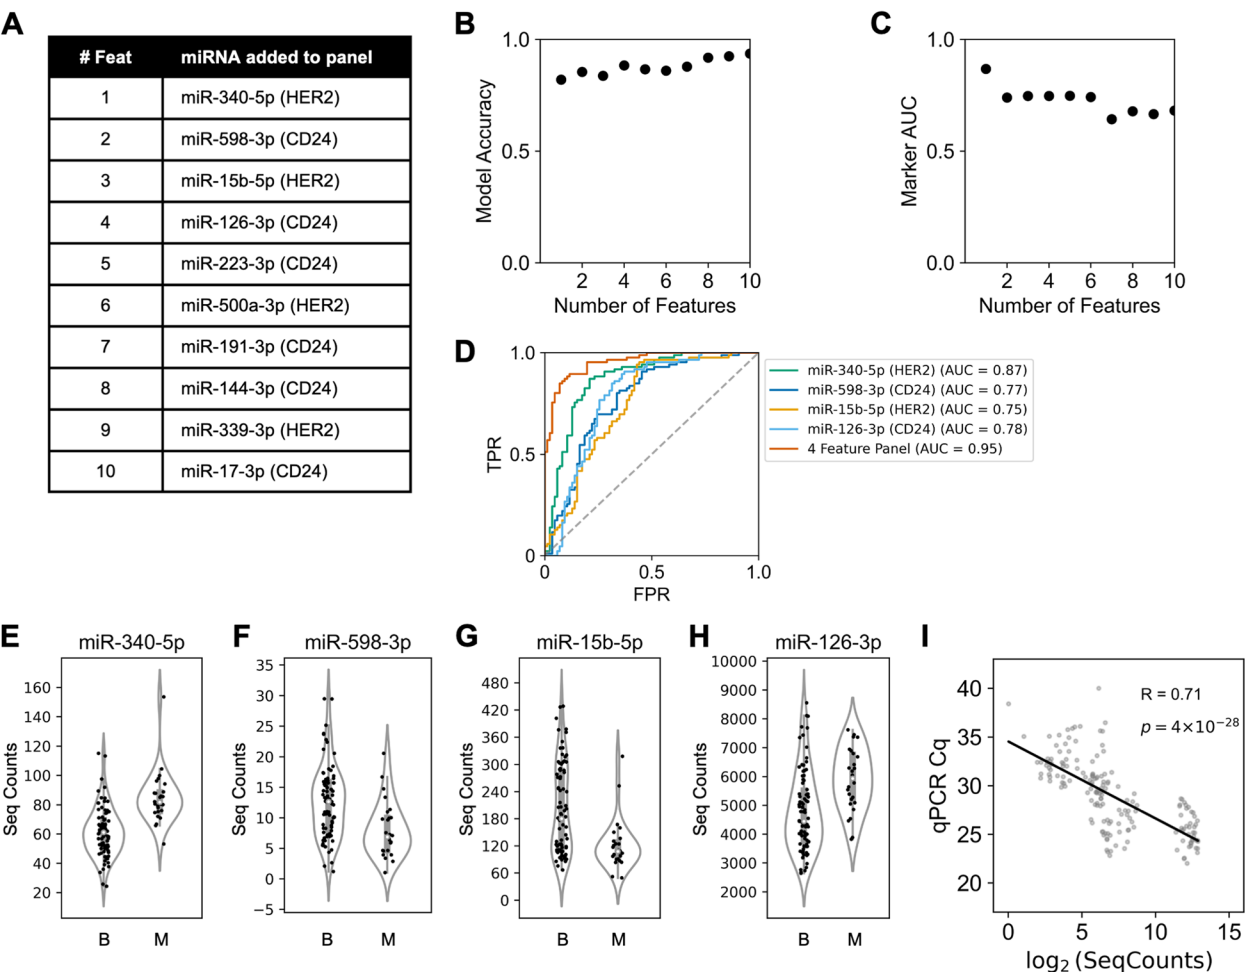 A
# Feat miRNA added to panel
1 miR-340-5p (HER2)
2 miR-598-3p (CD24)
3 miR-15b-5p (HER2)
4 miR-126-3p (CD24)
5 miR-223-3p (CD24)
6 miR-500a-3p (HER2)
7 miR-191-3p (CD24)
8 miR-144-3p (CD24)
9 miR-339-3p (HER2)
10 miR-17-3p (CD24)
B
Model Accuracy
1.0
0.5
0.0
2 4 6 8 10
Number of Features
C
Marker AUC
1.0
0.5
0.0
2 4 6 8 10
Number of Features
D
TPR
1.0
0.5
0
0 0.5 1.0
FPR
miR-340-5p (HER2) (AUC = 0.87)
miR-598-3p (CD24) (AUC = 0.77)
miR-15b-5p (HER2) (AUC = 0.75)
miR-126-3p (CD24) (AUC = 0.78)
4 Feature Panel (AUC = 0.95)
E
miR-340-5p
Seq Counts
160
140
120
100
80
60
40
20
B M
F
miR-598-3p
Seq Counts
35
30
25
20
15
10
5
0
−5
B M
G
miR-15b-5p
Seq Counts
480
420
360
300
240
180
120
60
0
B M
H
miR-126-3p
Seq Counts
10000
9000
8000
7000
6000
5000
4000
3000
2000
B M
I
qPCR Cq
40
35
30
25
20
R = 0.71
p = 4×10⁻²⁸
0 5 10 15
log₂ (SeqCounts)